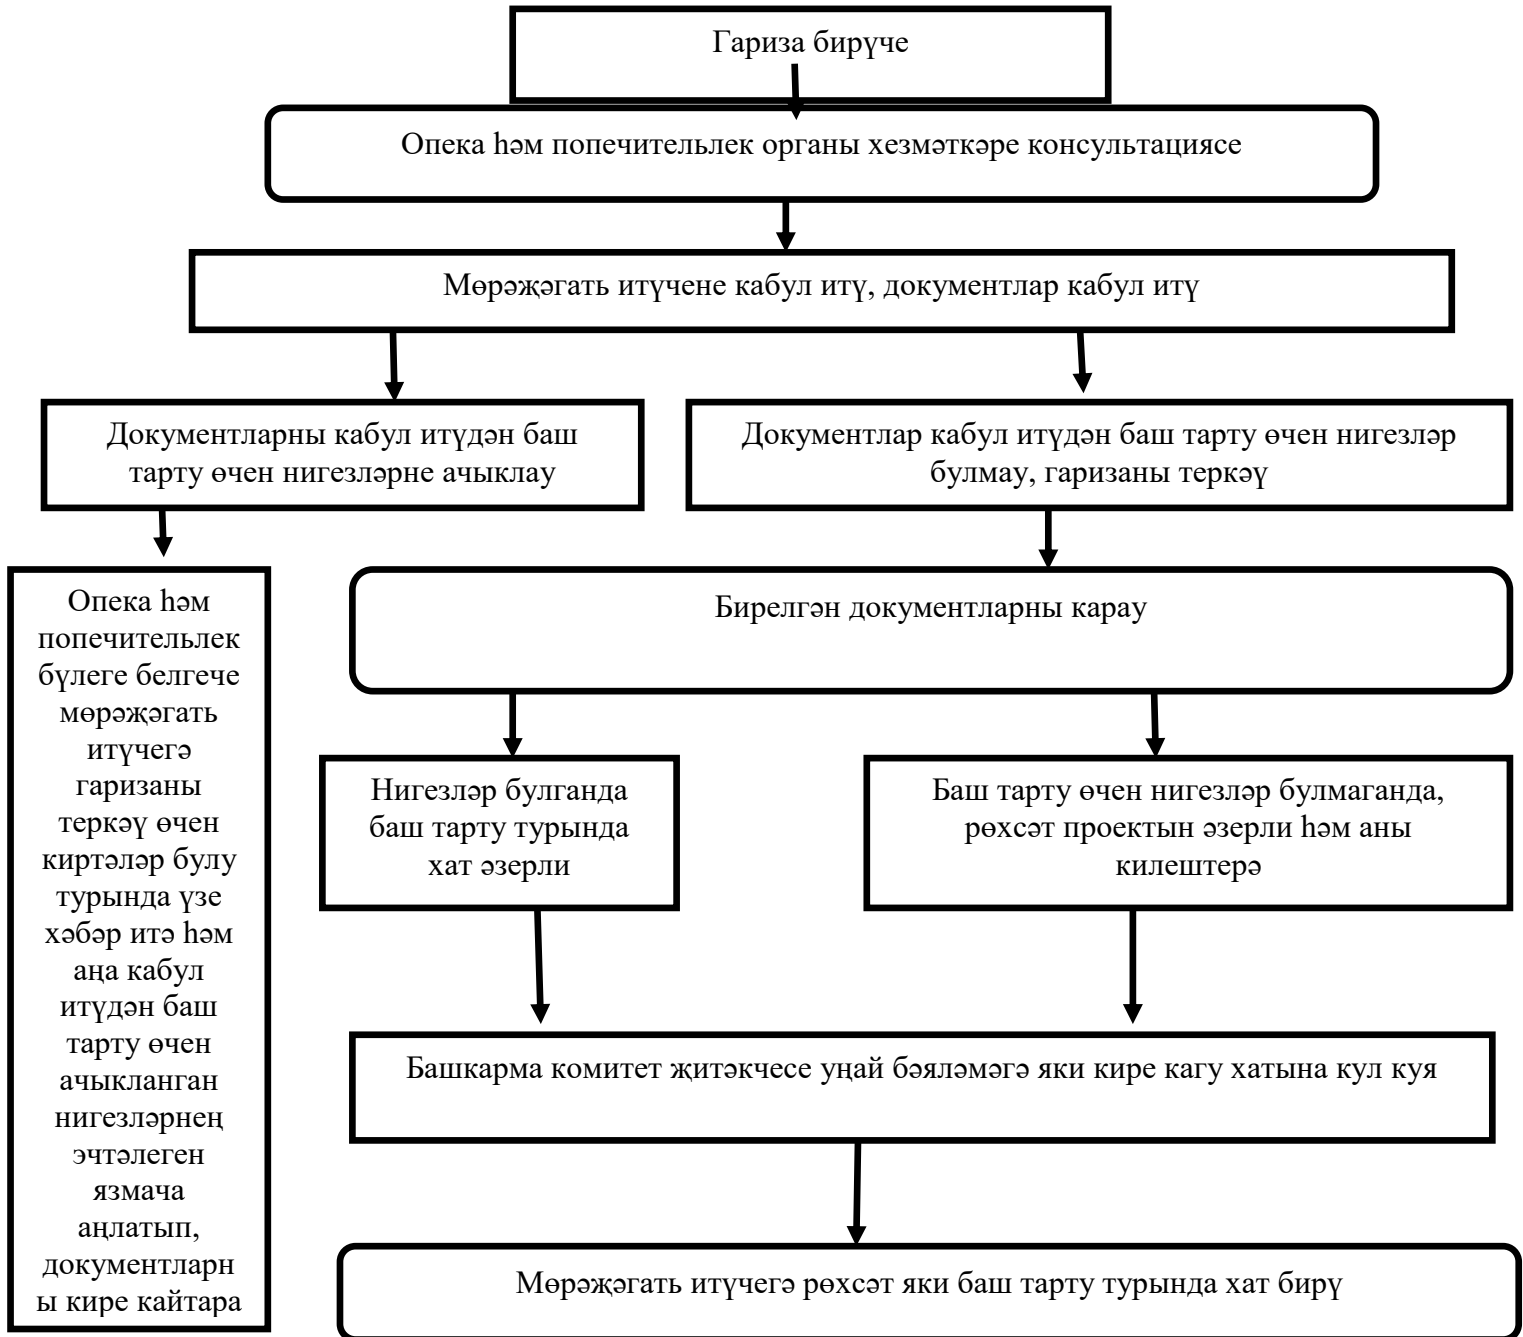 Гариза бирүче
Опека һәм попечительлек органы хезмәткәре консультациясе
Мөрәҗәгать итүчене кабул итү, документлар кабул итү
Документларны кабул итүдән баш
тарту өчен нигезләрне ачыклау
Документлар кабул итүдән баш тарту өчен нигезләр
булмау, гаризаны теркәү
Опека һәм
попечительлек
бүлеге белгече
мөрәҗәгать
итүчегә
гаризаны
теркәү өчен
киртәләр булу
турында үзе
хәбәр итә һәм
аңа кабул
итүдән баш
тарту өчен
ачыкланган
нигезләрнең
эчтәлеген
язмача
аңлатып,
документларн
ы кире кайтара
Бирелгән документларны карау
Нигезләр булганда
баш тарту турында
хат әзерли
Баш тарту өчен нигезләр булмаганда,
рөхсәт проектын әзерли һәм аны
килештерә
Башкарма комитет җитәкчесе уңай бәяләмәгә яки кире кагу хатына кул куя
Мөрәҗәгать итүчегә рөхсәт яки баш тарту турында хат бирү